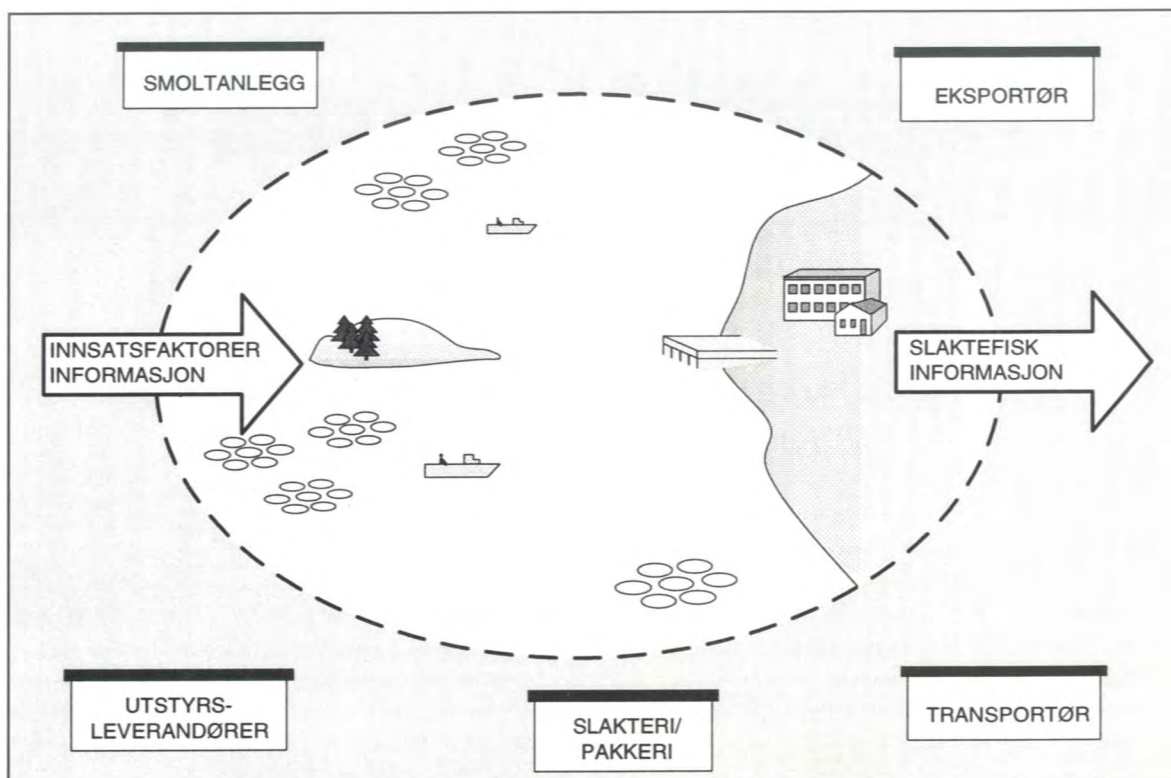 SMOLTANLEGG
EKSPORTØR
INNSATSFAKTORER
INFORMASJON
SLAKTEFISK
INFORMASJON
UTSTYRS-
LEVERANDØRER
SLAKTERI/
PAKKERI
TRANSPORTØR